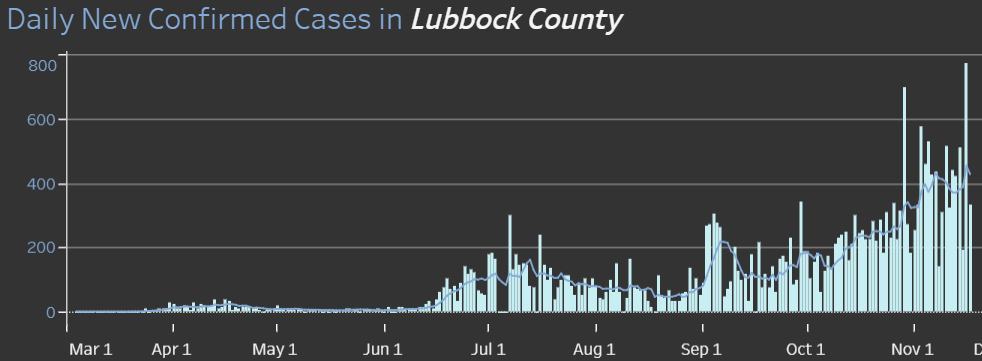 Daily New Confirmed Cases in Lubbock County
800
600
400
200
0
Mar 1 Apr 1 May 1 Jun 1 Jul 1 Aug 1 Sep 1 Oct 1 Nov 1 D